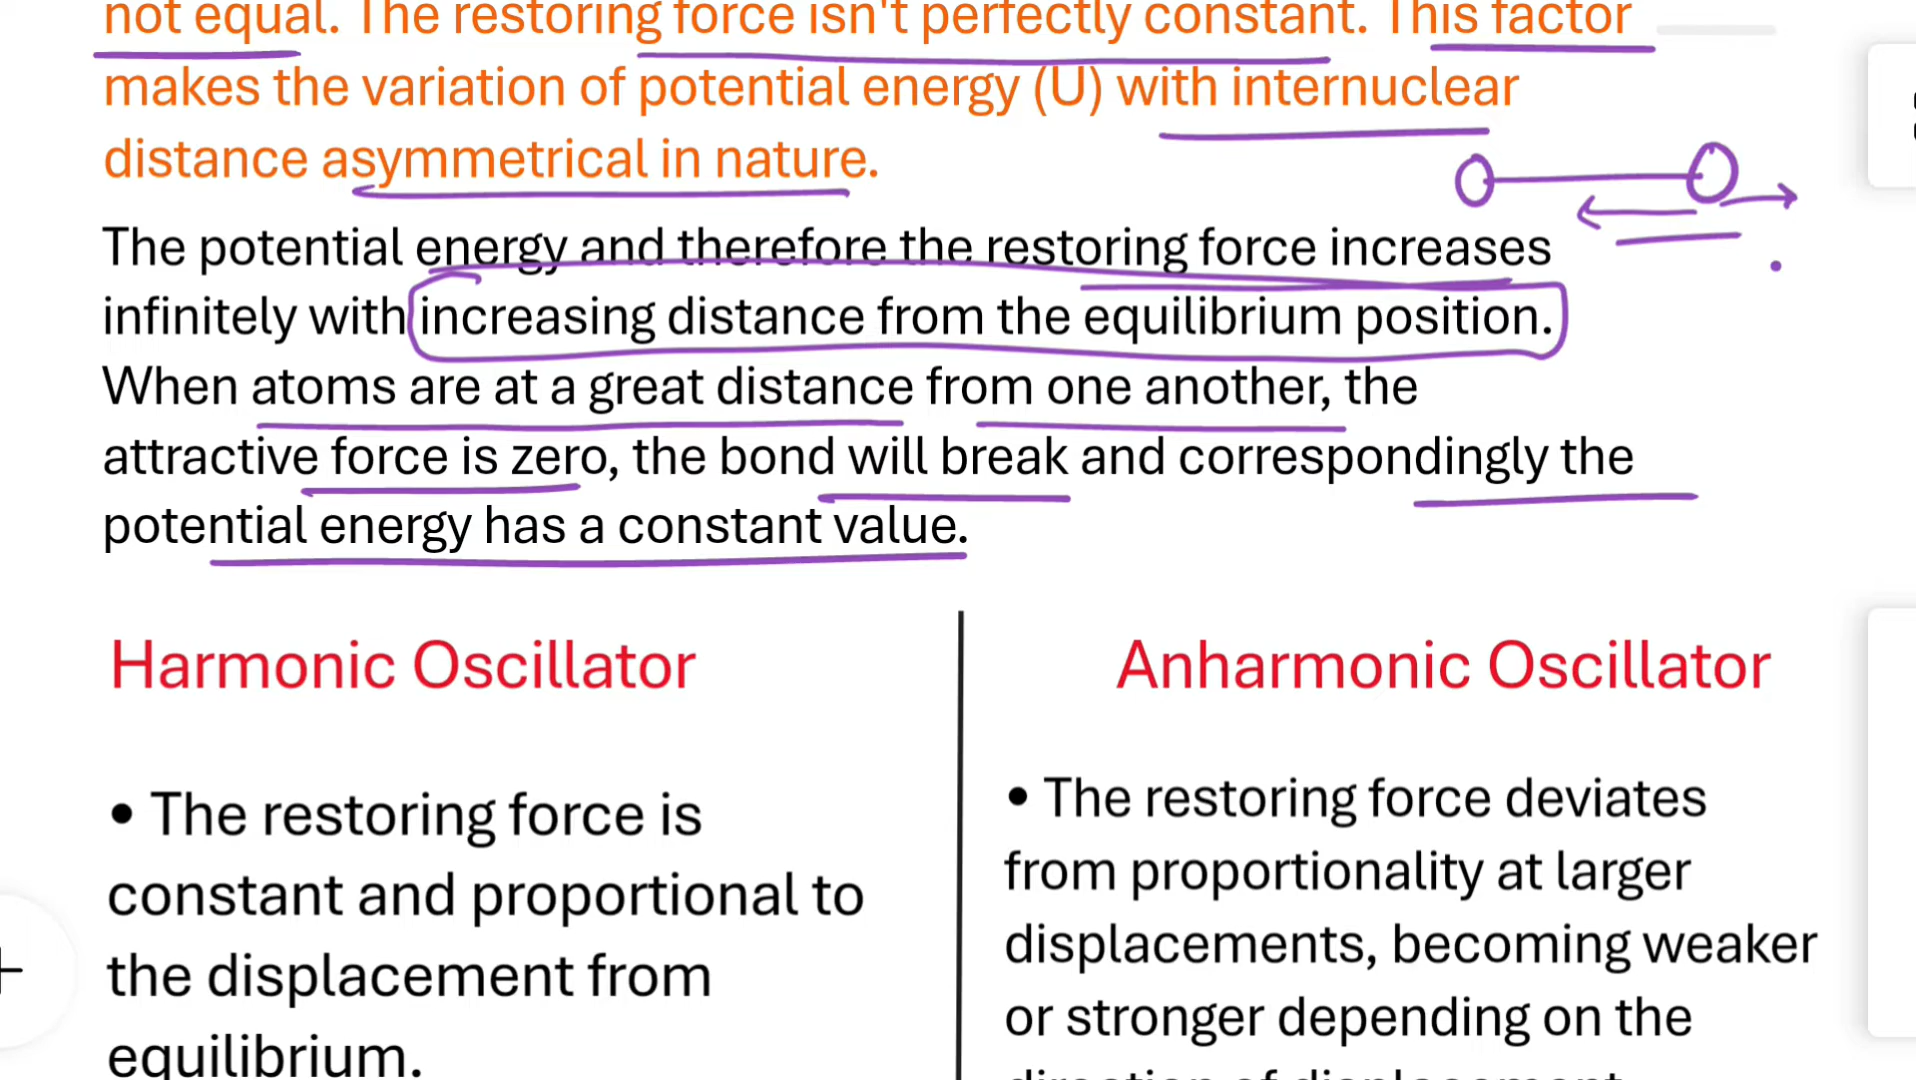 not equal. The restoring force isn't perfectly constant. This factor
makes the variation of potential energy (U) with internuclear
distance asymmetrical in nature.
The potential energy and therefore the restoring force increases
infinitely with increasing distance from the equilibrium position.
When atoms are at a great distance from one another, the
attractive force is zero, the bond will break and correspondingly the
potential energy has a constant value.
Harmonic Oscillator
• The restoring force is
constant and proportional to
the displacement from
equilibrium.
Anharmonic Oscillator
• The restoring force deviates
from proportionality at larger
displacements, becoming weaker
or stronger depending on the
direction of displacement